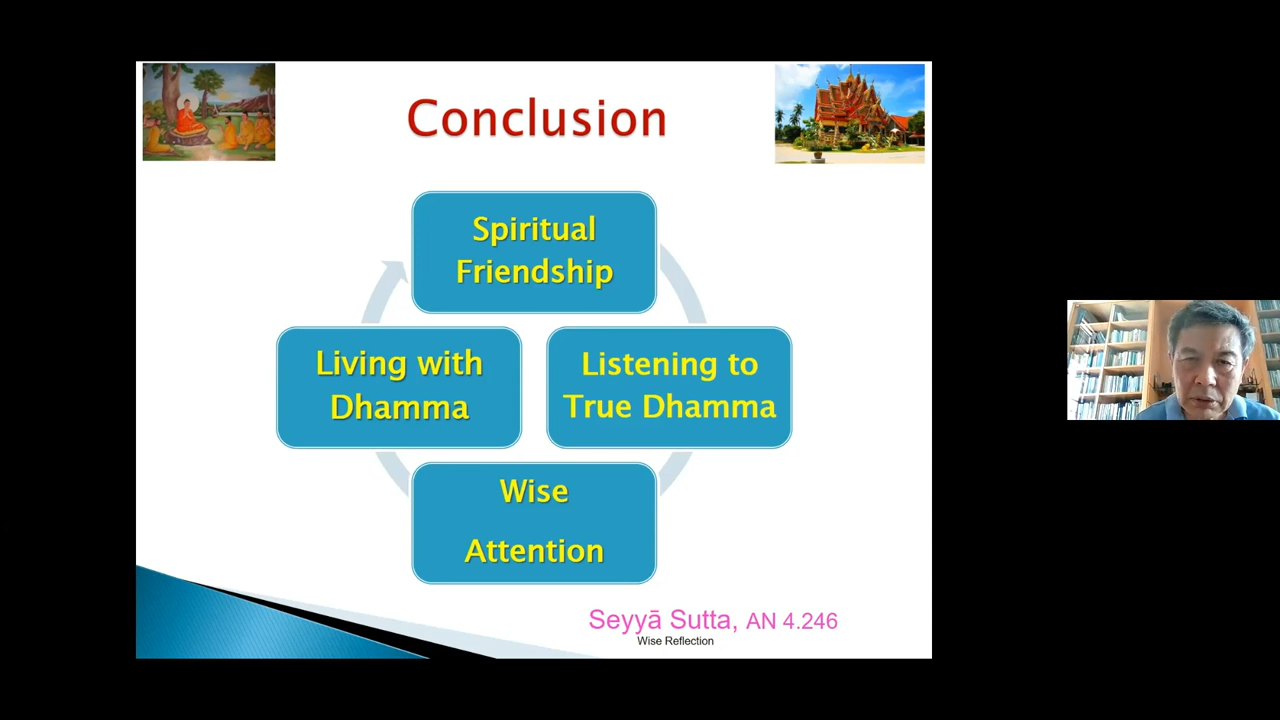 Conclusion
Spiritual
Friendship
Living with
Dhamma
Listening to
True Dhamma
Wise
Attention
Seyyā Sutta, AN 4.246
Wise Reflection